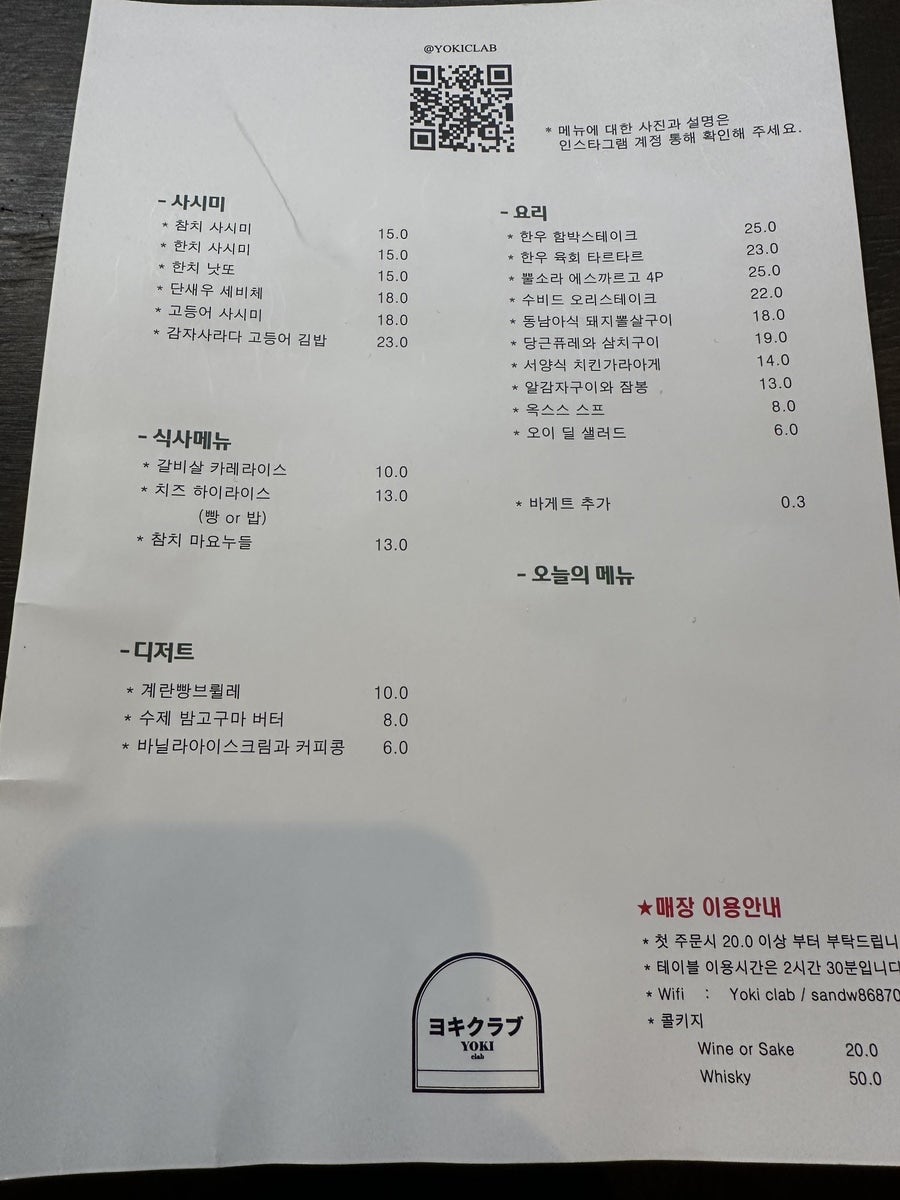 @YOKICLAB
* 메뉴에 대한 사진과 설명은
인스타그램 계정 통해 확인해 주세요.
- 사시미
* 참치 사시미 15.0
* 한치 사시미 15.0
* 한치 낫또 15.0
* 단새우 세비체 18.0
* 고등어 사시미 18.0
* 감자사라다 고등어 김밥 23.0
- 식사메뉴
* 갈비살 카레라이스 10.0
* 치즈 하이라이스 13.0
(빵 or 밥)
* 참치 마요누들 13.0
- 디저트
* 계란빵브륄레 10.0
* 수제 밤고구마 버터 8.0
* 바닐라아이스크림과 커피콩 6.0
- 요리
* 한우 함박스테이크 25.0
* 한우 육회 타르타르 23.0
* 뿔소라 에스까르고 4P 25.0
* 수비드 오리스테이크 22.0
* 동남아식 돼지뽈살구이 18.0
* 당근퓨레와 삼치구이 19.0
* 서양식 치킨가라아게 14.0
* 알감자구이와 잠봉 13.0
* 옥스스 스프 8.0
* 오이 딜 샐러드 6.0
* 바게트 추가 0.3
- 오늘의 메뉴
★매장 이용안내
* 첫 주문시 20.0 이상 부터 부탁드립니
* 테이블 이용시간은 2시간 30분입니다
* Wifi : Yoki clab / sandw86870
* 콜키지
Wine or Sake 20.0
Whisky 50.0
ヨキクラブ
YOKI
clab